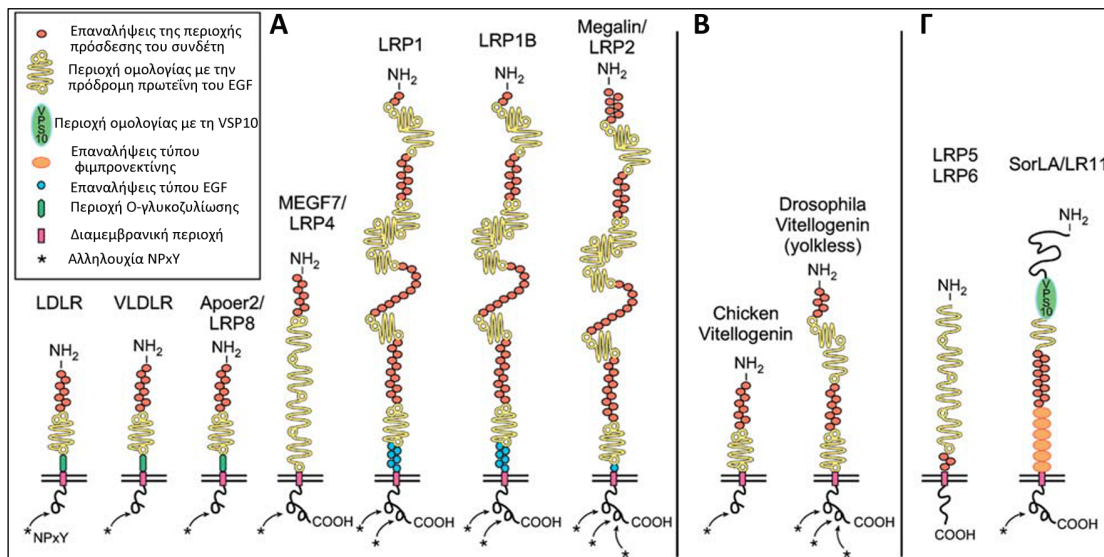 Επαναλήψεις της περιοχής
πρόσδεσης του συνδέτη
Περιοχή ομολογίας με την
πρόδρομη πρωτεΐνη του EGF
VPS10
Περιοχή ομολογίας με τη VSP10
Επαναλήψεις τύπου
φιμπρονεκτίνης
Επαναλήψεις τύπου EGF
Περιοχή Ο-γλυκοζυλίωσης
Διαμεμβρανική περιοχή
* Αλληλουχία NPxY
A
LDLR
NH2
*NPxY
VLDLR
NH2
*
Apoer2/
LRP8
NH2
*
MEGF7/
LRP4
NH2
COOH
*
LRP1
NH2
COOH
* *
LRP1B
NH2
COOH
* *
Megalin/
LRP2
NH2
COOH
* * *
B
Chicken
Vitellogenin
NH2
*
Drosophila
Vitellogenin
(yolkless)
NH2
COOH
* * *
Γ
LRP5
LRP6
NH2
COOH
SorLA/LR11
NH2
VPS10
COOH